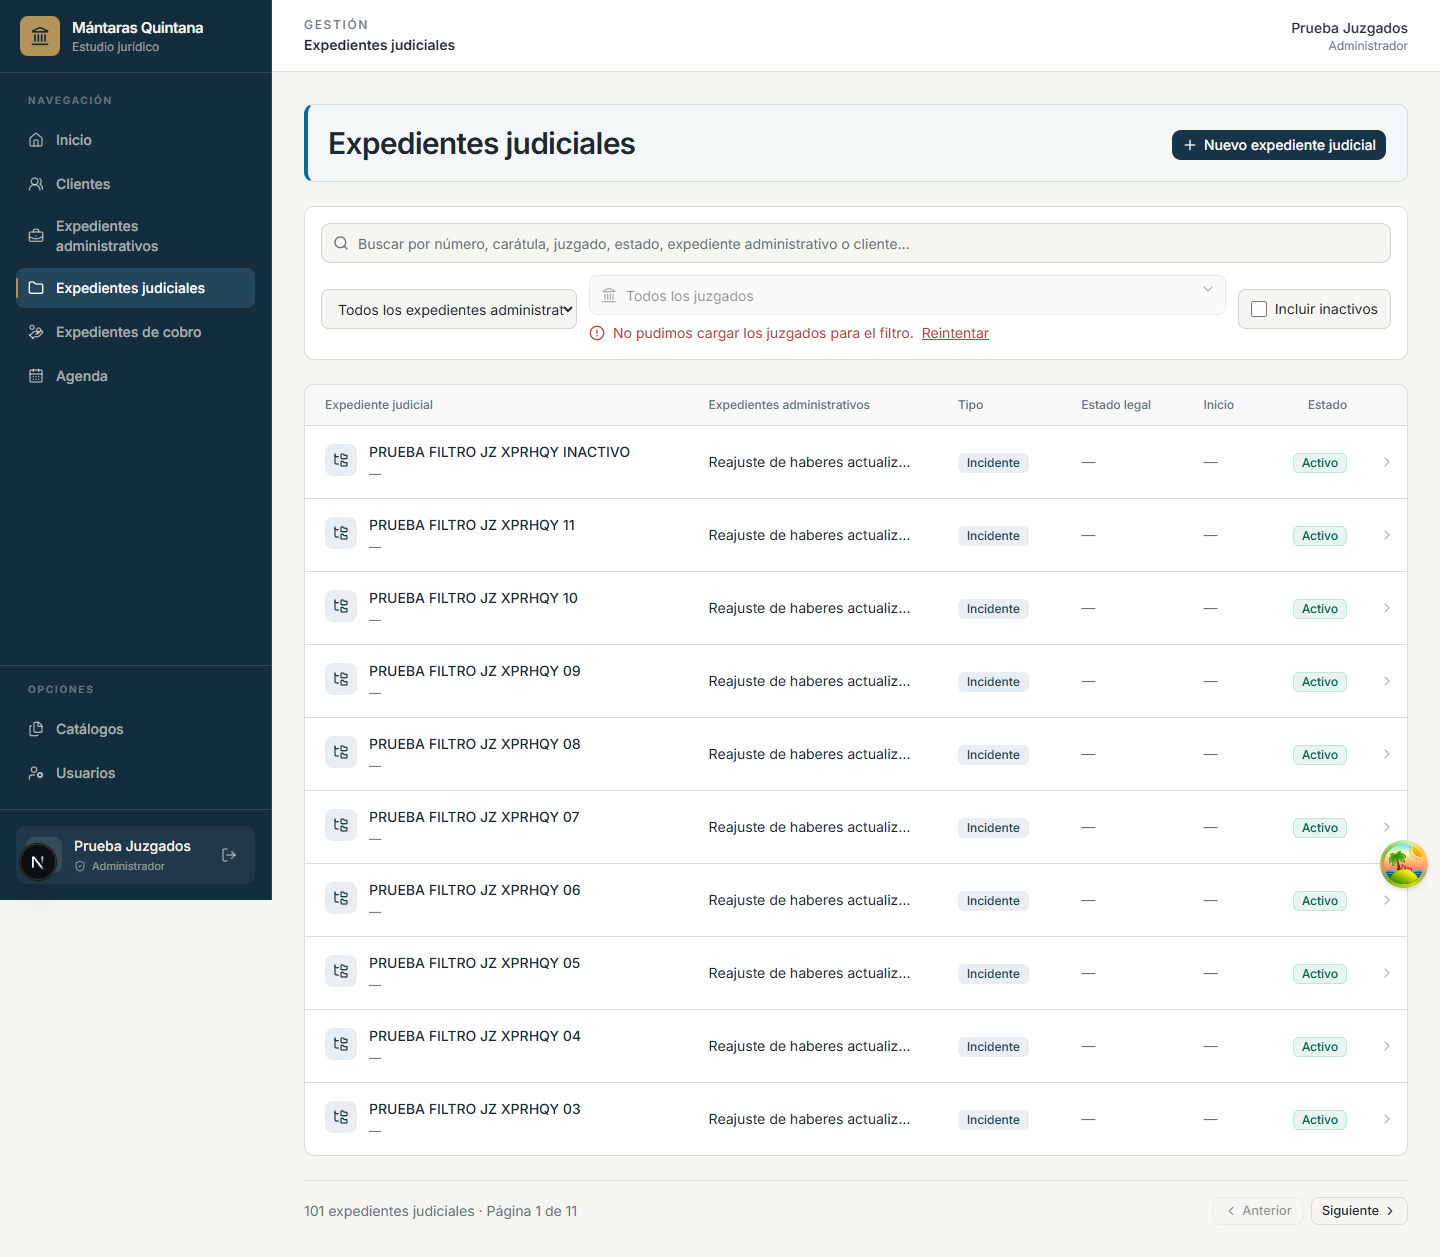 Mántaras Quintana
Estudio jurídico
NAVEGACIÓN
Inicio
Clientes
Expedientes
administrativos
Expedientes judiciales
Expedientes de cobro
Agenda
OPCIONES
Catálogos
Usuarios
N
Prueba Juzgados
Administrador
GESTIÓN
Expedientes judiciales
Prueba Juzgados
Administrador
Expedientes judiciales
+ Nuevo expediente judicial
Buscar por número, carátula, juzgado, estado, expediente administrativo o cliente...
Todos los expedientes administrat
Todos los juzgados
Incluir inactivos
No pudimos cargar los juzgados para el filtro. Reintentar
Expediente judicial Expedientes administrativos Tipo Estado legal Inicio Estado
PRUEBA FILTRO JZ XPRHQY INACTIVO
—
Reajuste de haberes actualiz... Incidente — — Activo
PRUEBA FILTRO JZ XPRHQY 11
—
Reajuste de haberes actualiz... Incidente — — Activo
PRUEBA FILTRO JZ XPRHQY 10
—
Reajuste de haberes actualiz... Incidente — — Activo
PRUEBA FILTRO JZ XPRHQY 09
—
Reajuste de haberes actualiz... Incidente — — Activo
PRUEBA FILTRO JZ XPRHQY 08
—
Reajuste de haberes actualiz... Incidente — — Activo
PRUEBA FILTRO JZ XPRHQY 07
—
Reajuste de haberes actualiz... Incidente — — Activo
PRUEBA FILTRO JZ XPRHQY 06
—
Reajuste de haberes actualiz... Incidente — — Activo
PRUEBA FILTRO JZ XPRHQY 05
—
Reajuste de haberes actualiz... Incidente — — Activo
PRUEBA FILTRO JZ XPRHQY 04
—
Reajuste de haberes actualiz... Incidente — — Activo
PRUEBA FILTRO JZ XPRHQY 03
—
Reajuste de haberes actualiz... Incidente — — Activo
101 expedientes judiciales · Página 1 de 11
Anterior
Siguiente